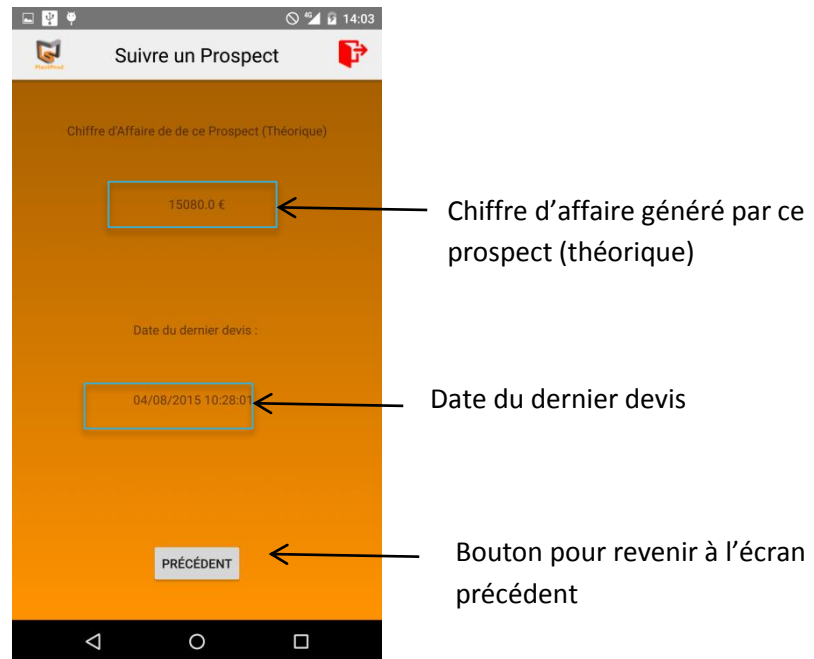 4G 14:03
Suivre un Prospect
Chiffre d'Affaire de de ce Prospect (Théorique)
15080.0 €
Chiffre d'affaire généré par ce
prospect (théorique)
Date du dernier devis :
04/08/2015 10:28:01
Date du dernier devis
PRÉCÉDENT
Bouton pour revenir à l'écran
précédent